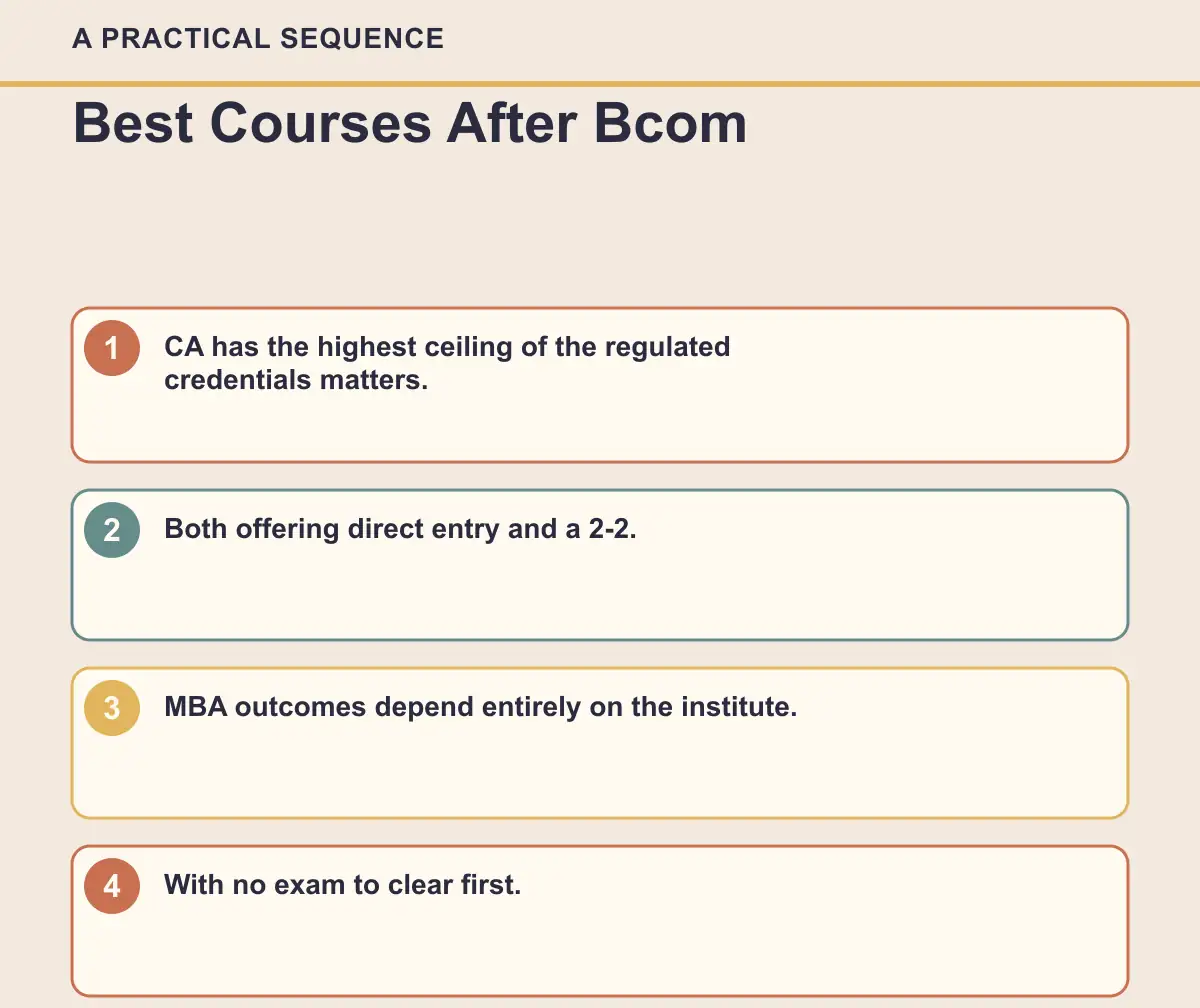 A PRACTICAL SEQUENCE
Best Courses After Bcom
1
CA has the highest ceiling of the regulated
credentials matters.
2
Both offering direct entry and a 2-2.
3
MBA outcomes depend entirely on the institute.
4
With no exam to clear first.